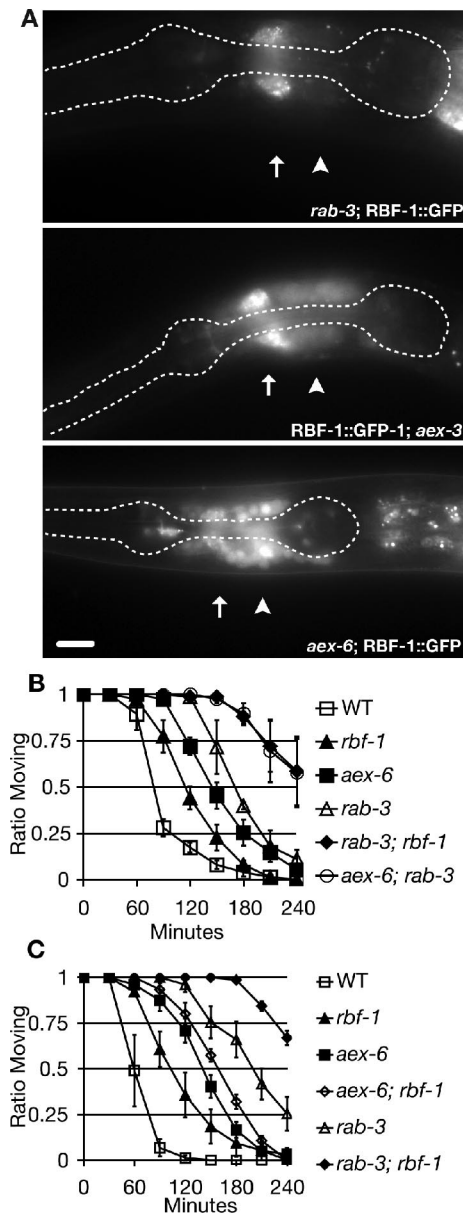 A
rab-3; RBF-1::GFP
RBF-1::GFP-1; aex-3
aex-6; RBF-1::GFP
B
Ratio Moving
1
0.75
0.5
0.25
0
0 60 120 180 240
Minutes
WT
rbf-1
aex-6
rab-3
rab-3; rbf-1
aex-6; rab-3
C
Ratio Moving
1
0.75
0.5
0.25
0
0 60 120 180 240
Minutes
WT
rbf-1
aex-6
aex-6; rbf-1
rab-3
rab-3; rbf-1